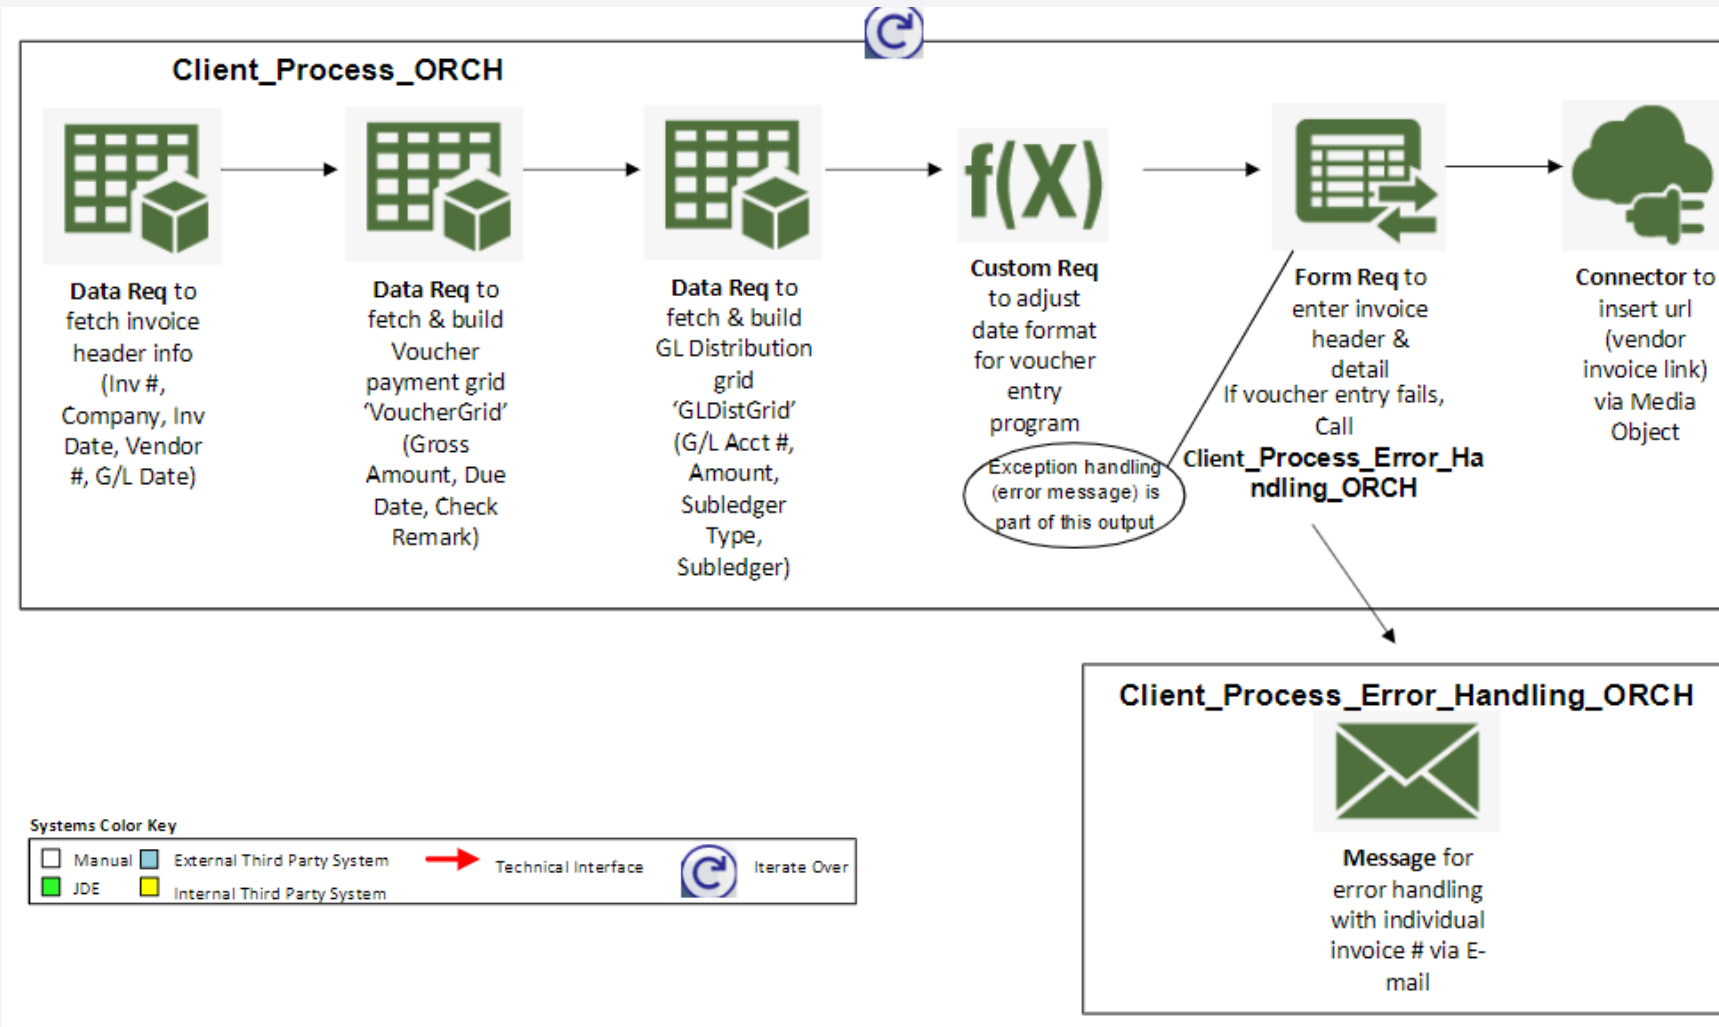 Client_Process_ORCH
Data Req to
fetch invoice
header info
(Inv #,
Company, Inv
Date, Vendor
#, G/L Date)
Data Req to
fetch & build
Voucher
payment grid
‘VoucherGrid’
(Gross
Amount, Due
Date, Check
Remark)
Data Req to
fetch & build
GL Distribution
grid
‘GLDistGrid’
(G/L Acct #,
Amount,
Subledger
Type,
Subledger)
f(X)
Custom Req
to adjust
date format
for voucher
entry
program
Exception handling
(error message) is
part of this output
Form Req to
enter invoice
header &
detail
If voucher entry fails,
Call
Client_Process_Error_Ha
ndling_ORCH
Connector to
insert url
(vendor
invoice link)
via Media
Object
Client_Process_Error_Handling_ORCH
Message for
error handling
with individual
invoice # via E-
mail
Systems Color Key
Manual
External Third Party System
Technical Interface
Iterate Over
JDE
Internal Third Party System